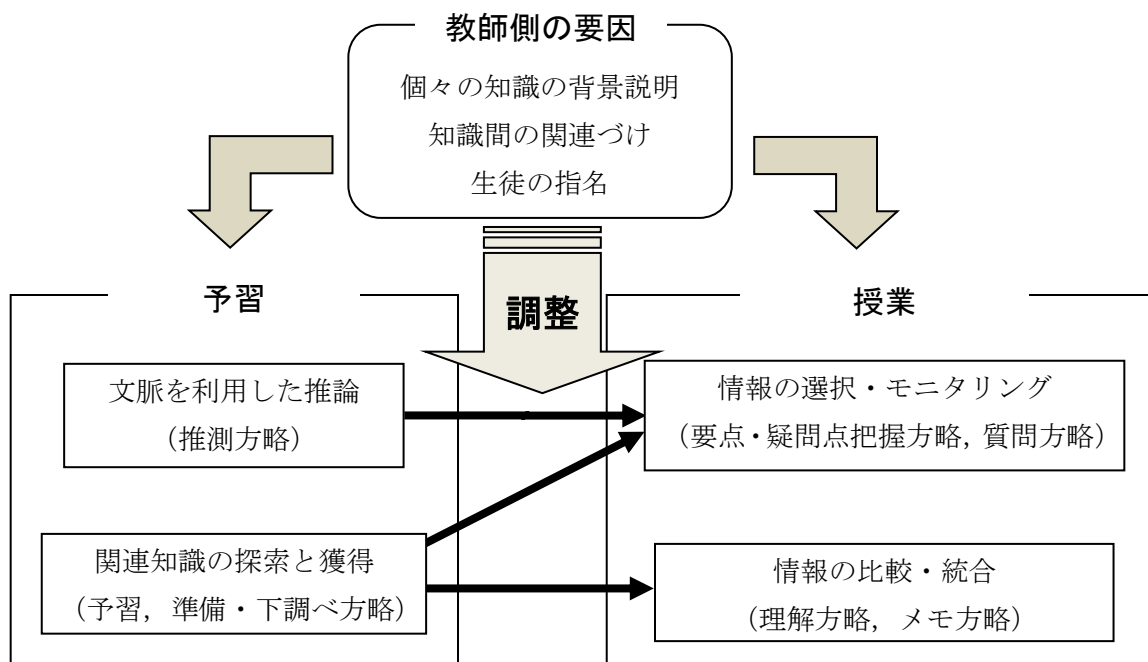 教師側の要因
個々の知識の背景説明
知識間の関連づけ
生徒の指名
予習
調整
授業
文脈を利用した推論
（推測方略）
情報の選択・モニタリング
（要点・疑問点把握方略，質問方略）
関連知識の探索と獲得
（予習，準備・下調べ方略）
情報の比較・統合
（理解方略，メモ方略）